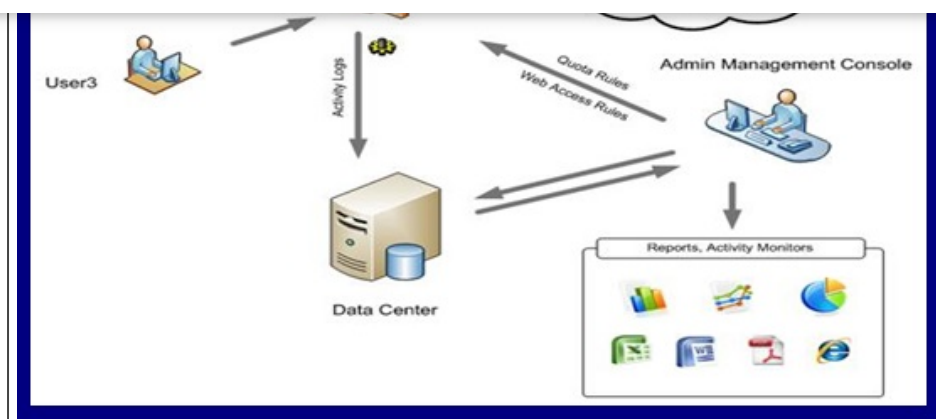 User3
Activity Logs
Quota Rules
Web Access Rules
Admin Management Console
Data Center
Reports, Activity Monitors